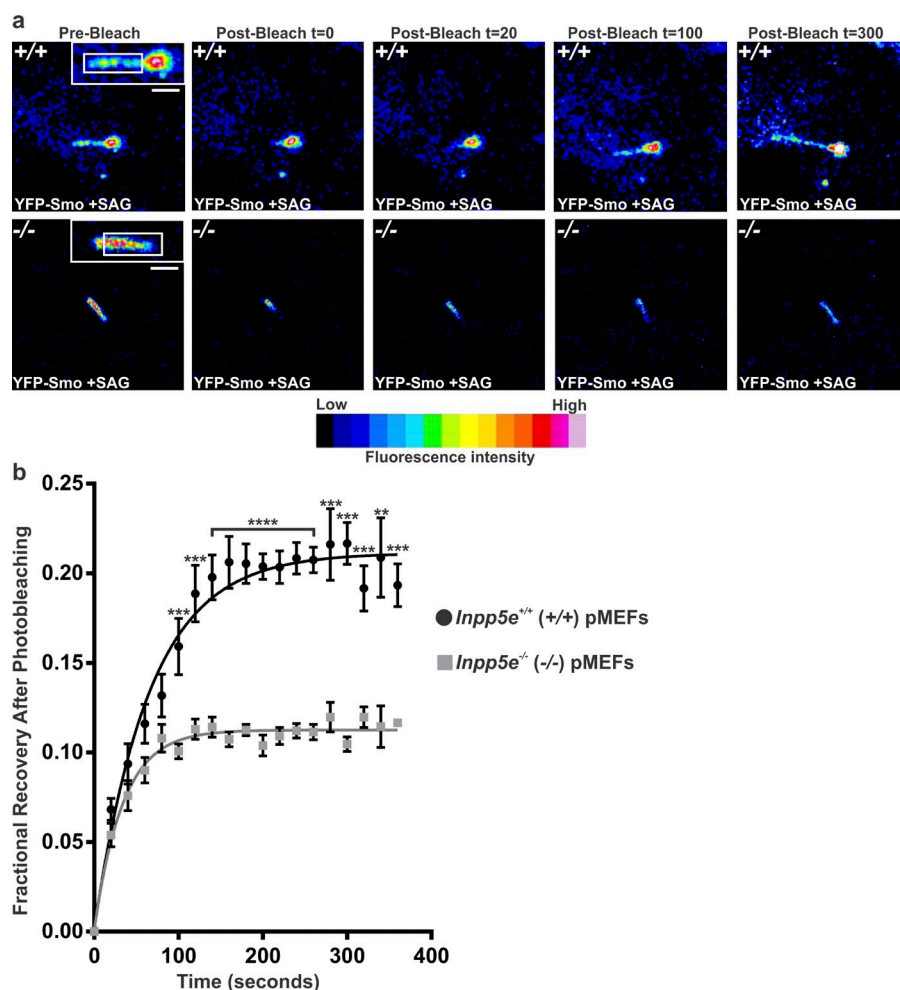 a
Pre-Bleach Post-Bleach t=0 Post-Bleach t=20 Post-Bleach t=100 Post-Bleach t=300
+/+ +/+ +/+ +/+ +/+
YFP-Smo +SAG YFP-Smo +SAG YFP-Smo +SAG YFP-Smo +SAG YFP-Smo +SAG
-/- -/- -/- -/- -/-
YFP-Smo +SAG YFP-Smo +SAG YFP-Smo +SAG YFP-Smo +SAG YFP-Smo +SAG
Low High
Fluorescence intensity
b
Fractional Recovery After Photobleaching
0.25
0.20
0.15
0.10
0.05
0.00
*** *** **** *** *** *** ** ***
Inpp5e+/+ (+/+) pMEFs
Inpp5e-/- (-/-) pMEFs
0 100 200 300 400
Time (seconds)